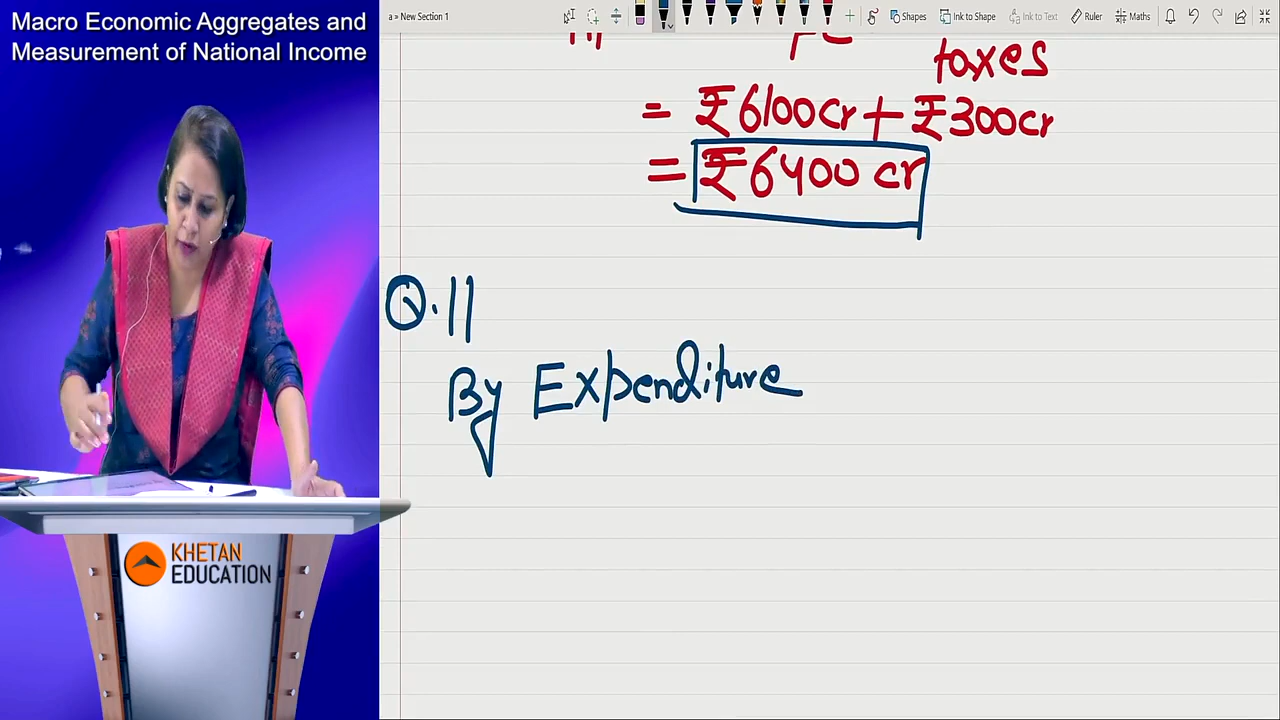 Macro Economic Aggregates and
Measurement of National Income
a » New Section 1
Shapes
Ink to Shape
Ink to Text
Ruler
Maths
taxes
= ₹6100cr + ₹300cr
= ₹6400 cr
Q.11
By Expenditure
KHETAN
EDUCATION